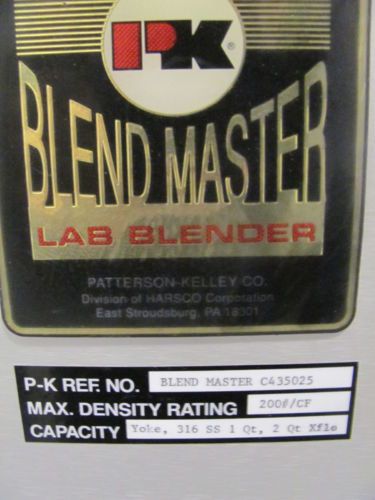 PK®
BLEND MASTER
LAB BLENDER
PATTERSON-KELLEY CO.
Division of HARSCO Corporation
East Stroudsburg, PA 18301
P-K REF. NO. BLEND MASTER C435025
MAX. DENSITY RATING 200#/CF
CAPACITY Yoke, 316 SS 1 Qt, 2 Qt Xflo